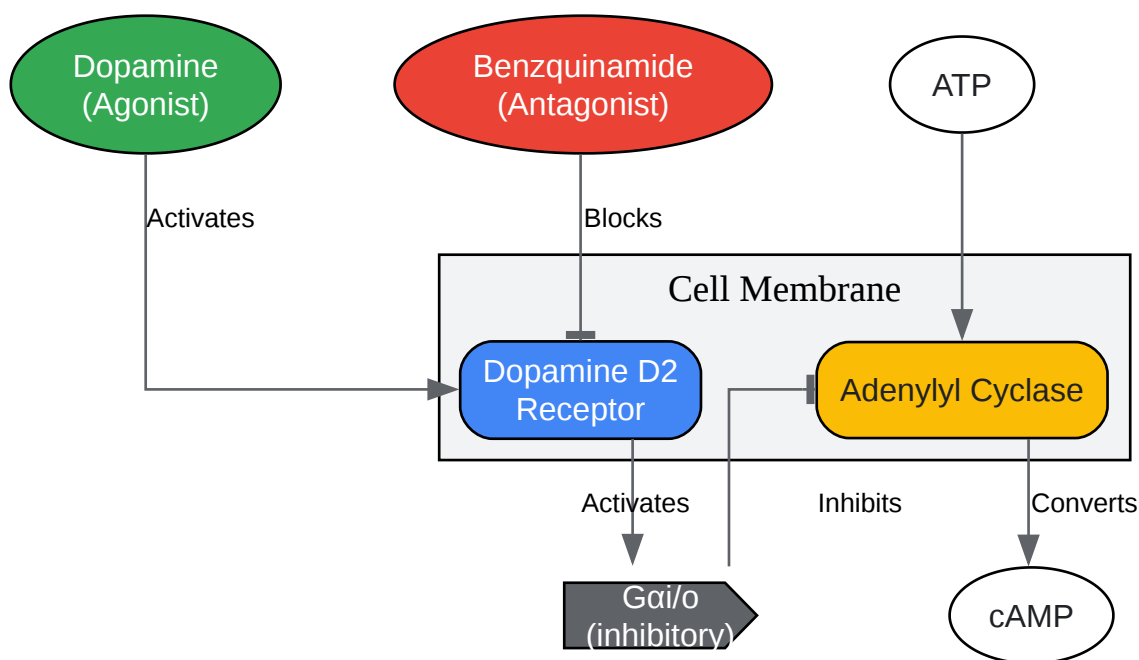 Dopamine
(Agonist)
Benzquinamide
(Antagonist)
ATP
Activates
Blocks
Cell Membrane
Dopamine D2
Receptor
Adenylyl Cyclase
Activates
Inhibits
Converts
Gαi/o
(inhibitory)
cAMP